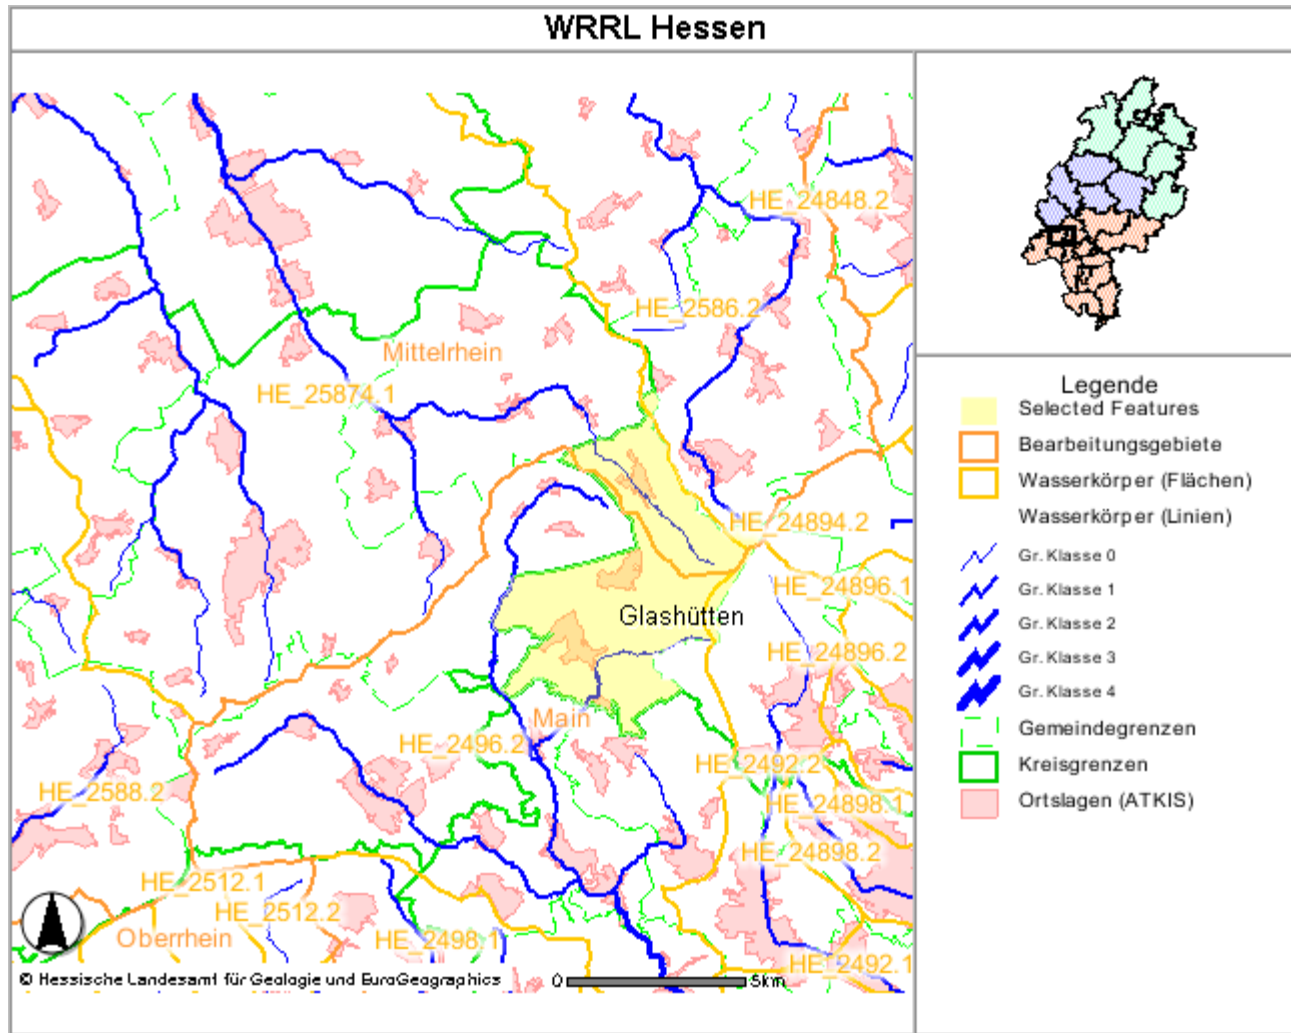 WRRL Hessen
HE_24848.2
HE_2586.2
Mittelrhein
HE_25874.1
HE_24894.2
HE_24896.1
Glashütten
HE_24896.2
Main
HE_2496.2
HE_2492.2
HE_2588.2
HE_24898.1
HE_24898.2
HE_2512.1
HE_2512.2
Oberrhein
HE_2498.1
HE_2492.1
© Hessische Landesamt für Geologie und EuroGeographics
0 5km
Legende
Selected Features
Bearbeitungsgebiete
Wasserkörper (Flächen)
Wasserkörper (Linien)
Gr. Klasse 0
Gr. Klasse 1
Gr. Klasse 2
Gr. Klasse 3
Gr. Klasse 4
Gemeindegrenzen
Kreisgrenzen
Ortslagen (ATKIS)